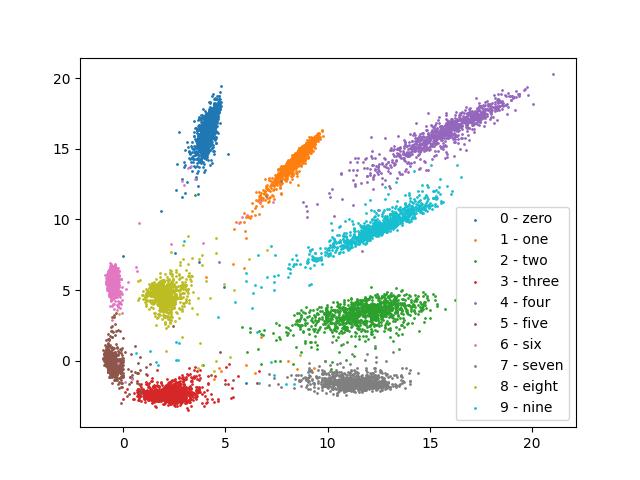 20
15
10
5
0
0 5 10 15 20
0 - zero
1 - one
2 - two
3 - three
4 - four
5 - five
6 - six
7 - seven
8 - eight
9 - nine